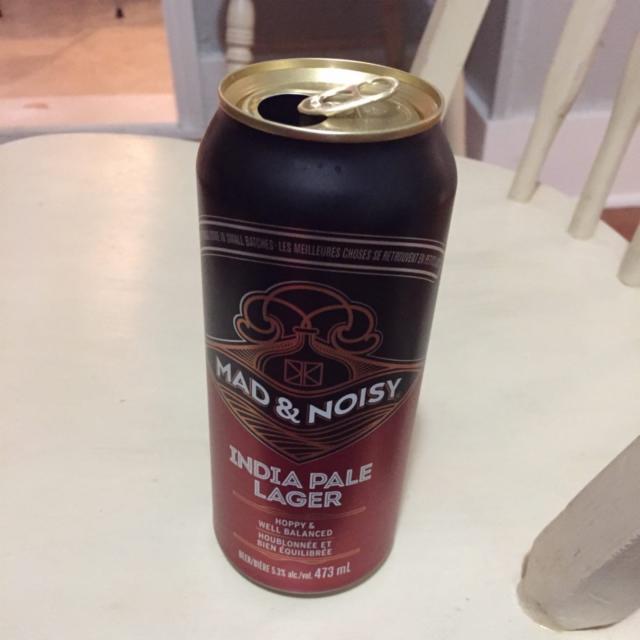 IN SMALL BATCHES · LES MEILLEURES CHOSES SE RETROUVENT EN
MAD & NOISY
INDIA PALE
LAGER
HOPPY &
WELL BALANCED
HOUBLONNÉE ET
BIEN ÉQUILIBRÉE
BEER/BIÈRE 5.3% alc./vol. 473 mL